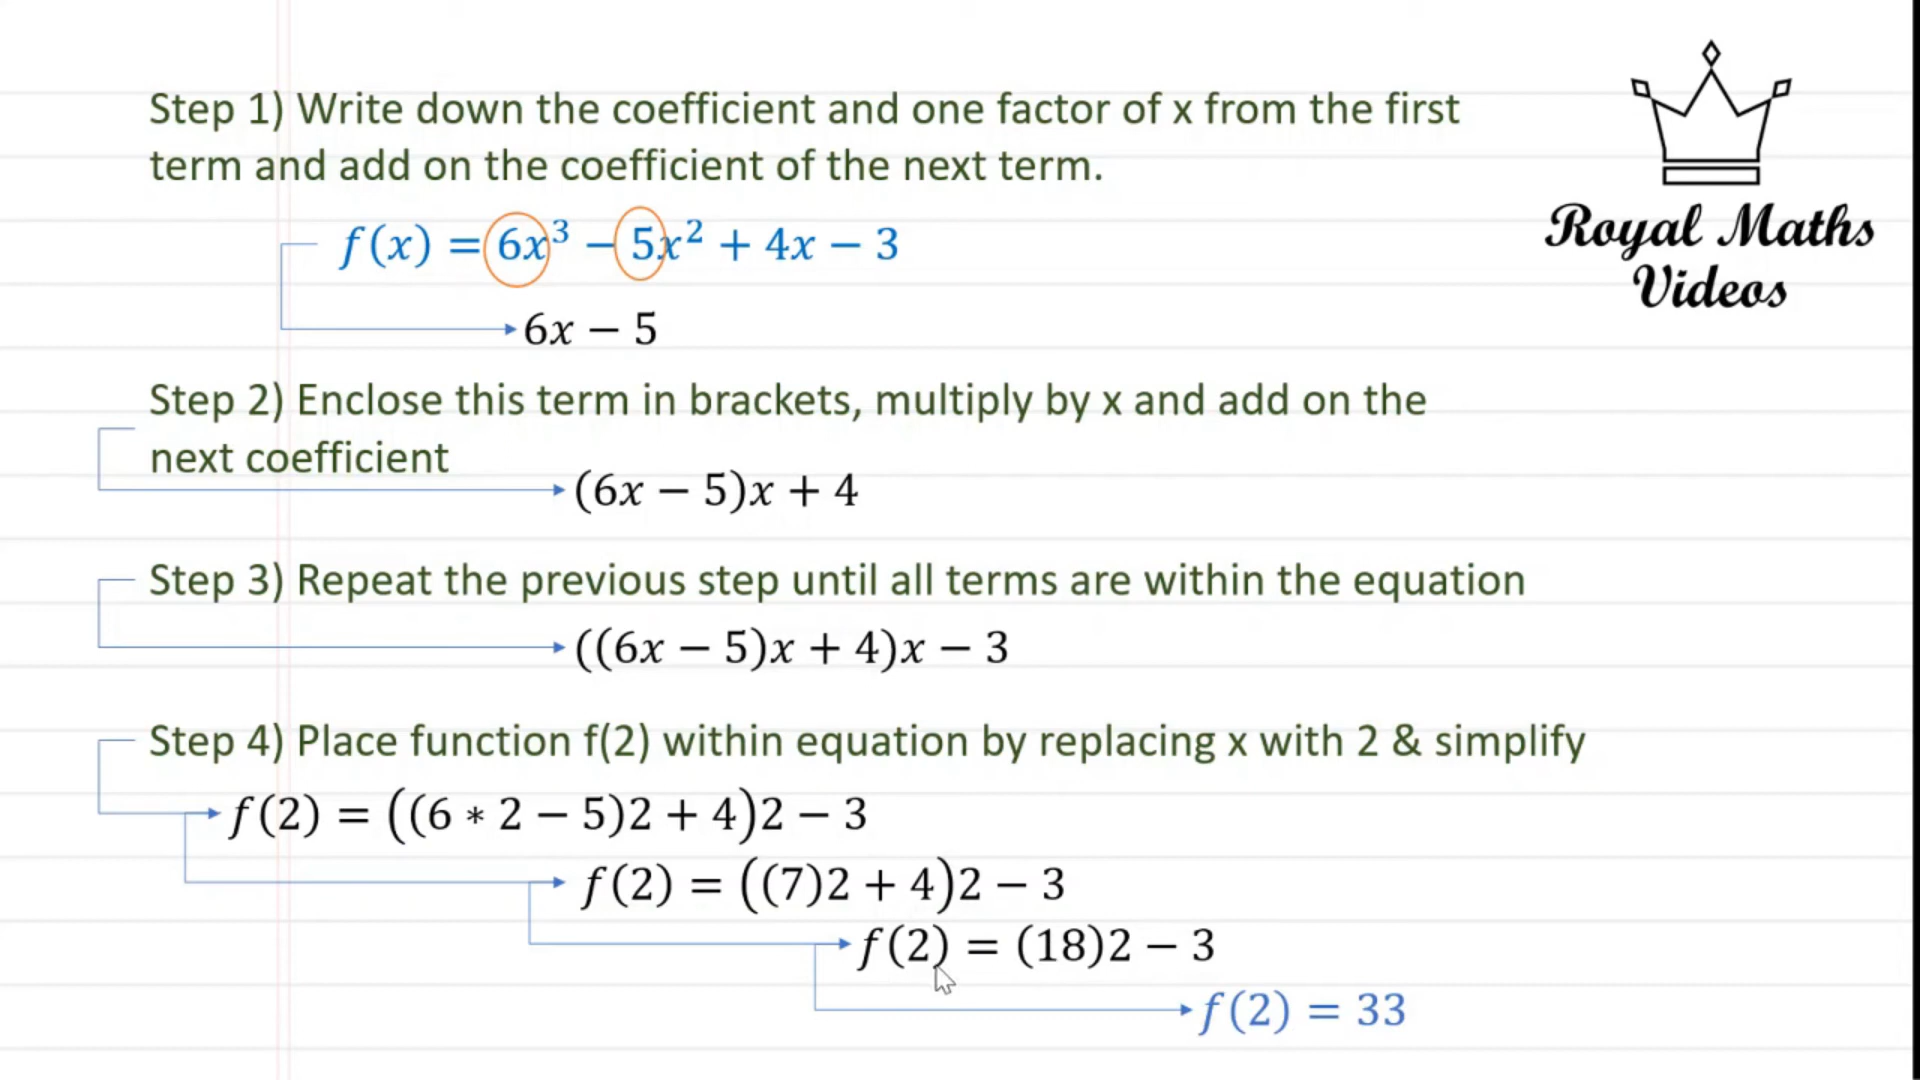 Step 1) Write down the coefficient and one factor of x from the first
term and add on the coefficient of the next term.
Royal Maths
Videos
f(x) = 6x³ − 5x² + 4x − 3
6x − 5
Step 2) Enclose this term in brackets, multiply by x and add on the
next coefficient
(6x − 5)x + 4
Step 3) Repeat the previous step until all terms are within the equation
((6x − 5)x + 4)x − 3
Step 4) Place function f(2) within equation by replacing x with 2 & simplify
f(2) = ((6 * 2 − 5)2 + 4)2 − 3
f(2) = ((7)2 + 4)2 − 3
f(2) = (18)2 − 3
f(2) = 33